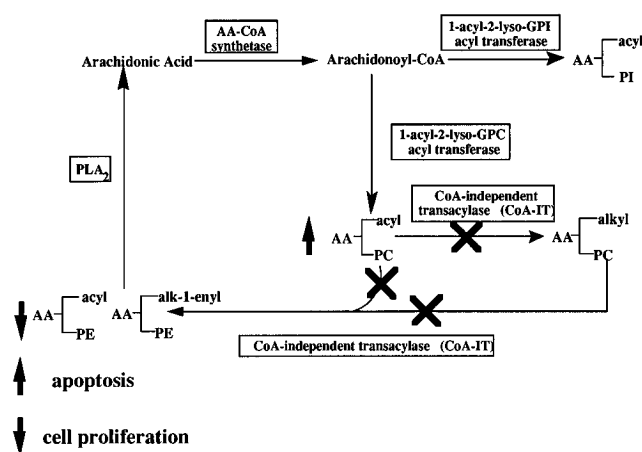 AA-CoA
synthetase
1-acyl-2-lyso-GPI
acyl transferase
Arachidonic Acid
Arachidonoyl-CoA
AA
acyl
PI
PLA2
1-acyl-2-lyso-GPC
acyl transferase
CoA-independent
transacylase (CoA-IT)
AA
acyl
PC
AA
alkyl
PC
AA
acyl
PE
AA
alk-1-enyl
PE
CoA-independent transacylase (CoA-IT)
apoptosis
cell proliferation